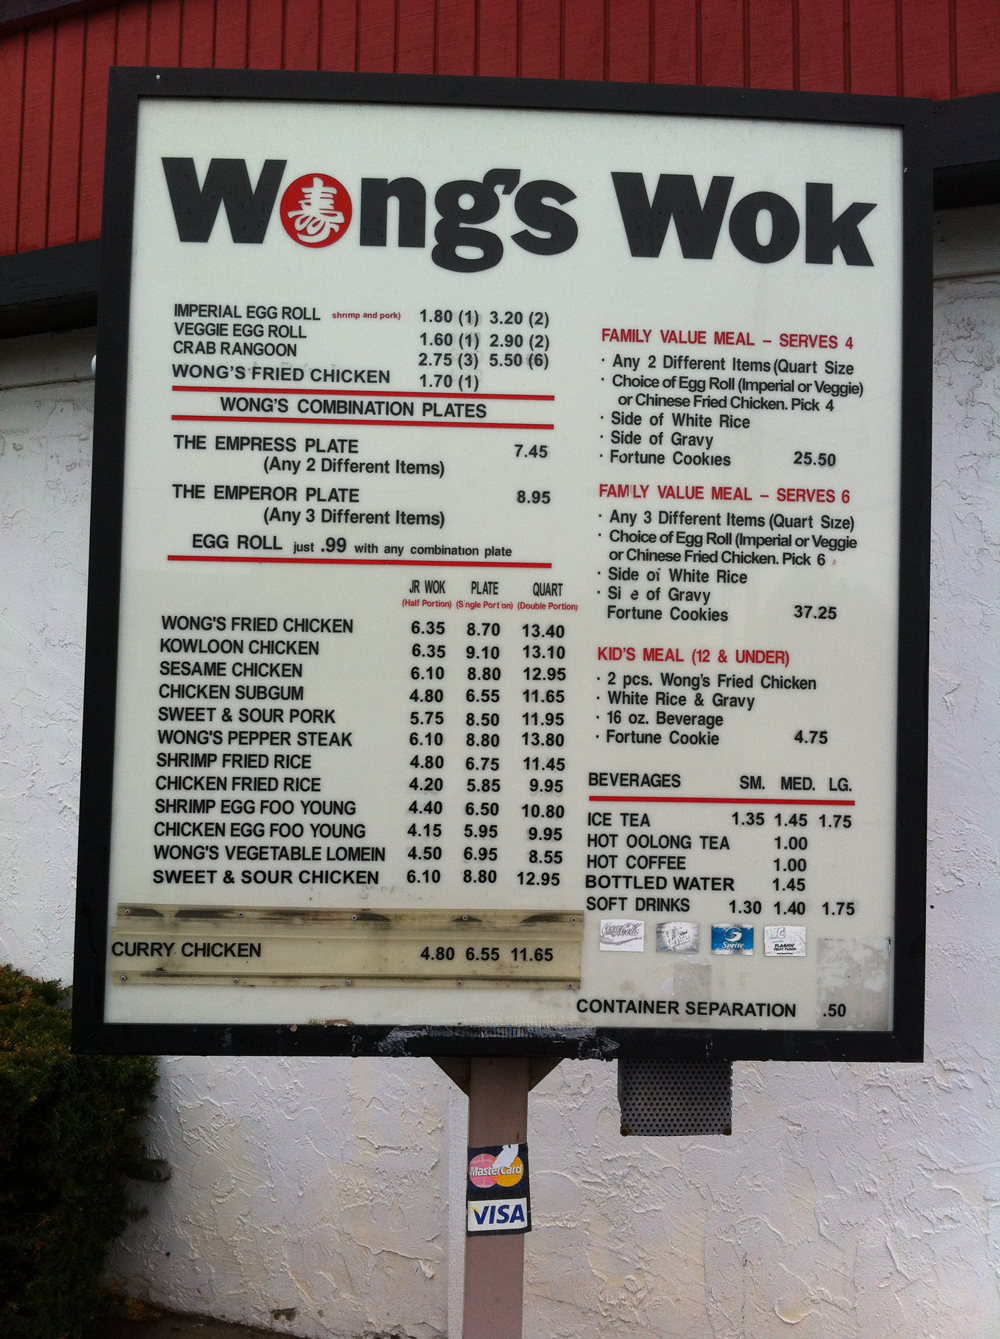 Wong's Wok
壽
IMPERIAL EGG ROLL shrimp and pork) 1.80 (1) 3.20 (2)
VEGGIE EGG ROLL 1.60 (1) 2.90 (2)
CRAB RANGOON 2.75 (3) 5.50 (6)
WONG'S FRIED CHICKEN 1.70 (1)
WONG'S COMBINATION PLATES
THE EMPRESS PLATE 7.45
(Any 2 Different Items)
THE EMPEROR PLATE 8.95
(Any 3 Different Items)
EGG ROLL just .99 with any combination plate
JR WOK PLATE QUART
(Half Portion) (Single Portion) (Double Portion)
WONG'S FRIED CHICKEN 6.35 8.70 13.40
KOWLOON CHICKEN 6.35 9.10 13.10
SESAME CHICKEN 6.10 8.80 12.95
CHICKEN SUBGUM 4.80 6.55 11.65
SWEET & SOUR PORK 5.75 8.50 11.95
WONG'S PEPPER STEAK 6.10 8.80 13.80
SHRIMP FRIED RICE 4.80 6.75 11.45
CHICKEN FRIED RICE 4.20 5.85 9.95
SHRIMP EGG FOO YOUNG 4.40 6.50 10.80
CHICKEN EGG FOO YOUNG 4.15 5.95 9.95
WONG'S VEGETABLE LOMEIN 4.50 6.95 8.55
SWEET & SOUR CHICKEN 6.10 8.80 12.95
CURRY CHICKEN 4.80 6.55 11.65
FAMILY VALUE MEAL – SERVES 4
· Any 2 Different Items (Quart Size
· Choice of Egg Roll (Imperial or Veggie)
or Chinese Fried Chicken. Pick 4
· Side of White Rice
· Side of Gravy
· Fortune Cookies 25.50
FAMILY VALUE MEAL – SERVES 6
· Any 3 Different Items (Quart Size)
· Choice of Egg Roll (Imperial or Veggie
or Chinese Fried Chicken. Pick 6
· Side of White Rice
· Si e of Gravy
Fortune Cookies 37.25
KID'S MEAL (12 & UNDER)
· 2 pcs. Wong's Fried Chicken
· White Rice & Gravy
· 16 oz. Beverage
· Fortune Cookie 4.75
BEVERAGES SM. MED. LG.
ICE TEA 1.35 1.45 1.75
HOT OOLONG TEA 1.00
HOT COFFEE 1.00
BOTTLED WATER 1.45
SOFT DRINKS 1.30 1.40 1.75
Coca-Cola Sprite
CONTAINER SEPARATION .50
MasterCard
VISA